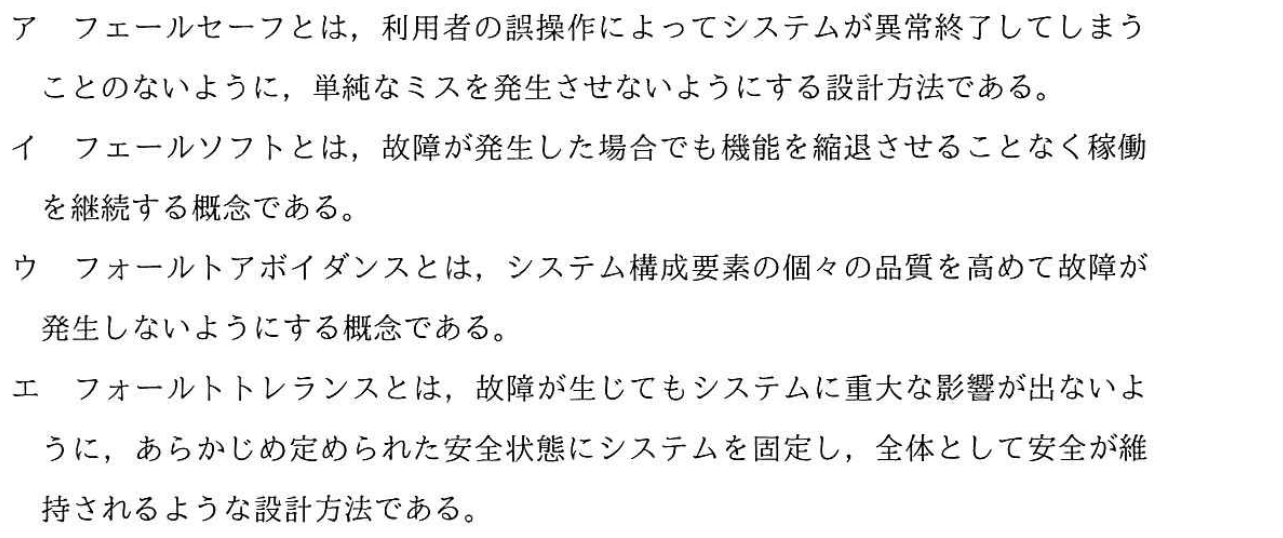 ア　フェールセーフとは，利用者の誤操作によってシステムが異常終了してしまう
ことのないように，単純なミスを発生させないようにする設計方法である。
イ　フェールソフトとは，故障が発生した場合でも機能を縮退させることなく稼働
を継続する概念である。
ウ　フォールトアボイダンスとは，システム構成要素の個々の品質を高めて故障が
発生しないようにする概念である。
エ　フォールトトレランスとは，故障が生じてもシステムに重大な影響が出ないよ
うに，あらかじめ定められた安全状態にシステムを固定し，全体として安全が維
持されるような設計方法である。